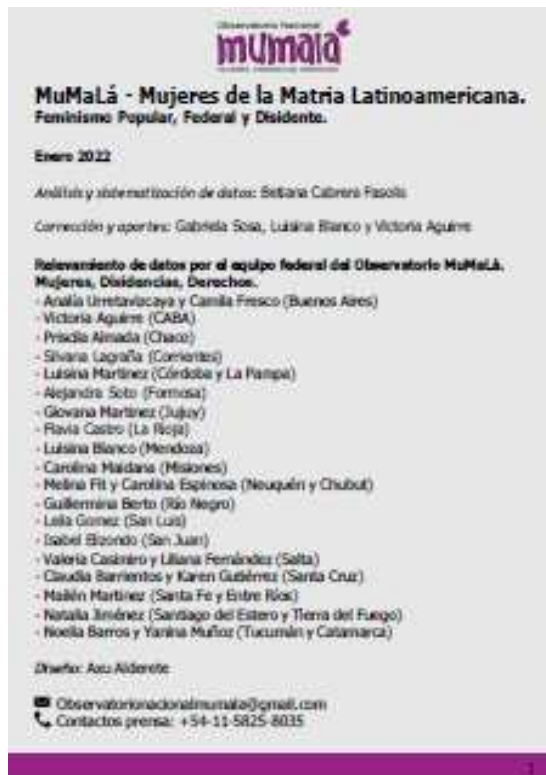 Observatorio Nacional
mumalá
MuMaLá - Mujeres de la Matria Latinoamericana.
Feminismo Popular, Federal y Disidente.
Enero 2022
Análisis y sistematización de datos: Betiana Cabrera Fasolis
Corrección y aportes: Gabriela Sosa, Luisina Blanco y Victoria Aguirre
Relevamiento de datos por el equipo federal del Observatorio MuMaLá.
Mujeres, Disidencias, Derechos.
- Analía Urretavizcaya y Camila Fresco (Buenos Aires)
- Victoria Aguirre (CABA)
- Priscila Almada (Chaco)
- Silvana Lagraña (Corrientes)
- Luisina Martínez (Córdoba y La Pampa)
- Alejandra Soto (Formosa)
- Giovana Martínez (Jujuy)
- Flavia Castro (La Rioja)
- Luisina Blanco (Mendoza)
- Carolina Maidana (Misiones)
- Melina Fit y Carolina Espinosa (Neuquén y Chubut)
- Guillermina Berto (Río Negro)
- Leila Gomez (San Luis)
- Isabel Elizondo (San Juan)
- Valeria Casimiro y Liliana Fernández (Salta)
- Claudia Barrientos y Karen Gutiérrez (Santa Cruz)
- Mailén Martínez (Santa Fe y Entre Ríos)
- Natalia Jiménez (Santiago del Estero y Tierra del Fuego)
- Noelia Barros y Yanina Muñoz (Tucumán y Catamarca)
Diseño: Axu Alderete
Observatorionacionalmumala@gmail.com
Contactos prensa: +54-11-5825-8035